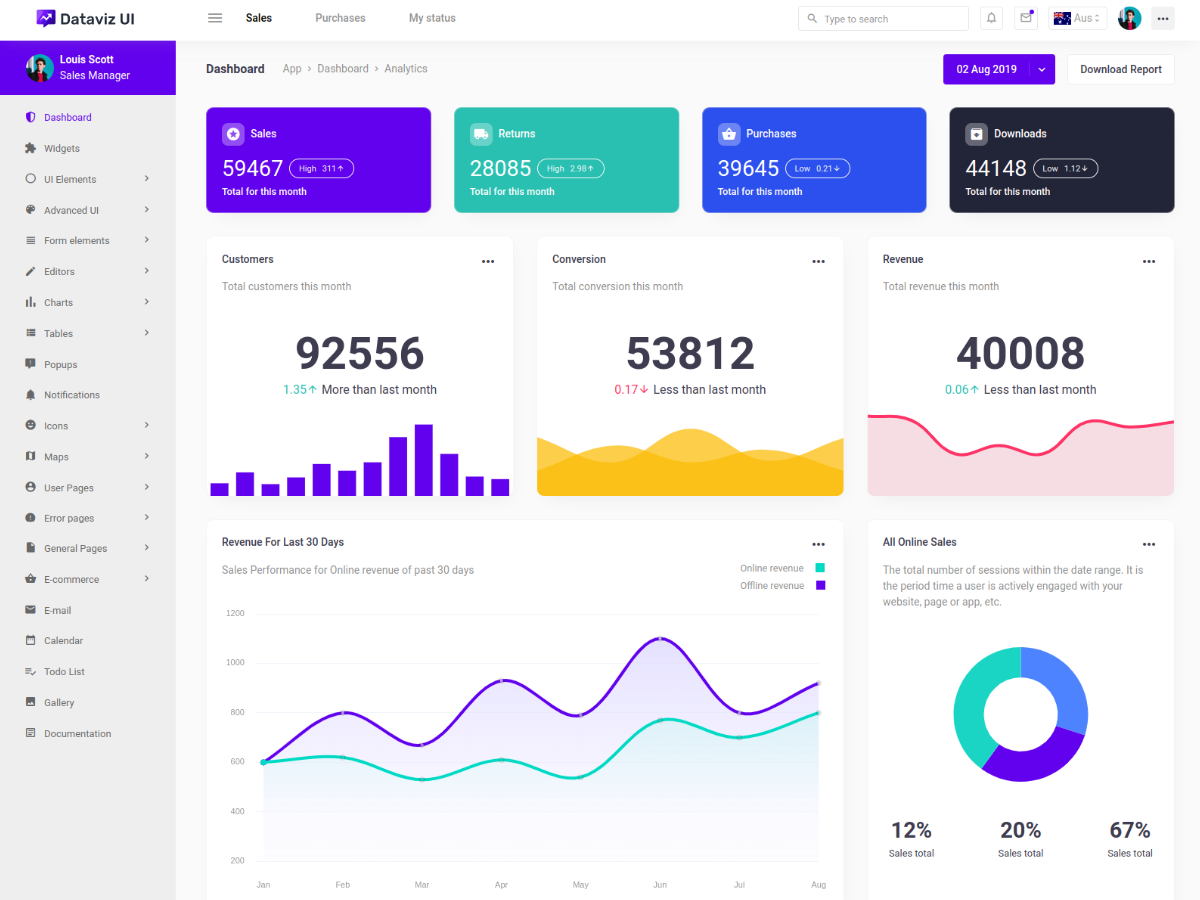 Dataviz UI
Sales
Purchases
My status
Type to search
Aus
Louis Scott
Sales Manager
Dashboard
Widgets
UI Elements
Advanced UI
Form elements
Editors
Charts
Tables
Popups
Notifications
Icons
Maps
User Pages
Error pages
General Pages
E-commerce
E-mail
Calendar
Todo List
Gallery
Documentation
Dashboard
App > Dashboard > Analytics
02 Aug 2019
Download Report
Sales
59467
High 311↑
Total for this month
Returns
28085
High 2.98↑
Total for this month
Purchases
39645
Low 0.21↓
Total for this month
Downloads
44148
Low 1.12↓
Total for this month
Customers
Total customers this month
92556
1.35↑ More than last month
Conversion
Total conversion this month
53812
0.17↓ Less than last month
Revenue
Total revenue this month
40008
0.06↑ Less than last month
Revenue For Last 30 Days
Sales Performance for Online revenue of past 30 days
Online revenue
Offline revenue
1200
1000
800
600
400
200
Jan Feb Mar Apr May Jun Jul Aug
All Online Sales
The total number of sessions within the date range. It is
the period time a user is actively engaged with your
website, page or app, etc.
12%
Sales total
20%
Sales total
67%
Sales total